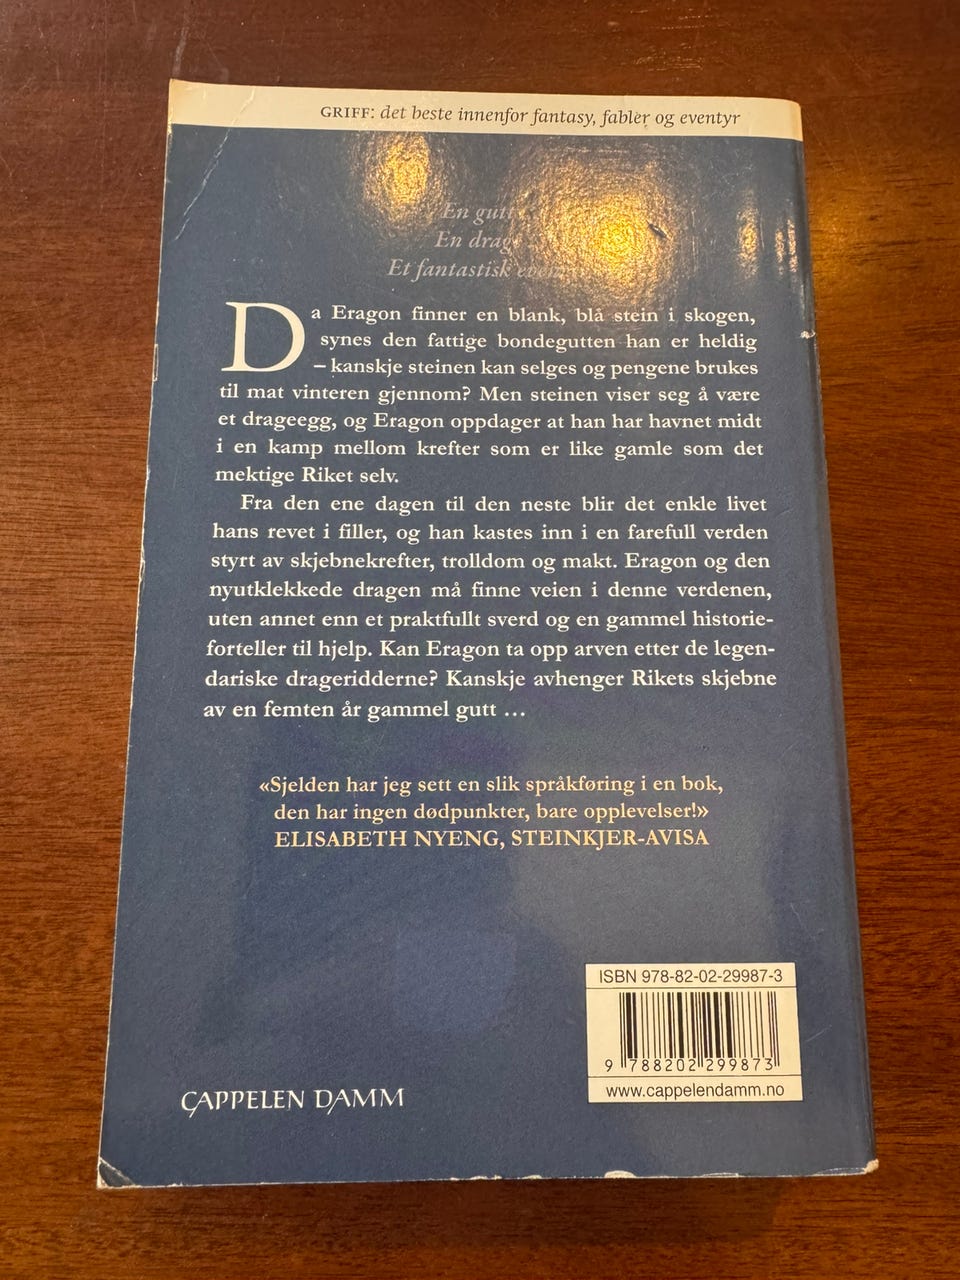 GRIFF: det beste innenfor fantasy, fabler og eventyr
En gutt
En drage
Et fantastisk
Da Eragon finner en blank, blå stein i skogen,
synes den fattige bondegutten han er heldig
– kanskje steinen kan selges og pengene brukes
til mat vinteren gjennom? Men steinen viser seg å være
et drageegg, og Eragon oppdager at han har havnet midt
i en kamp mellom krefter som er like gamle som det
mektige Riket selv.
Fra den ene dagen til den neste blir det enkle livet
hans revet i filler, og han kastes inn i en farefull verden
styrt av skjebnekrefter, trolldom og makt. Eragon og den
nyutklekkede dragen må finne veien i denne verdenen,
uten annet enn et praktfullt sverd og en gammel historie-
forteller til hjelp. Kan Eragon ta opp arven etter de legen-
dariske drageridderne? Kanskje avhenger Rikets skjebne
av en femten år gammel gutt ...
«Sjelden har jeg sett en slik språkføring i en bok,
den har ingen dødpunkter, bare opplevelser!»
ELISABETH NYENG, STEINKJER-AVISA
ISBN 978-82-02-29987-3
9 788202 299873
www.cappelendamm.no
CAPPELEN DAMM